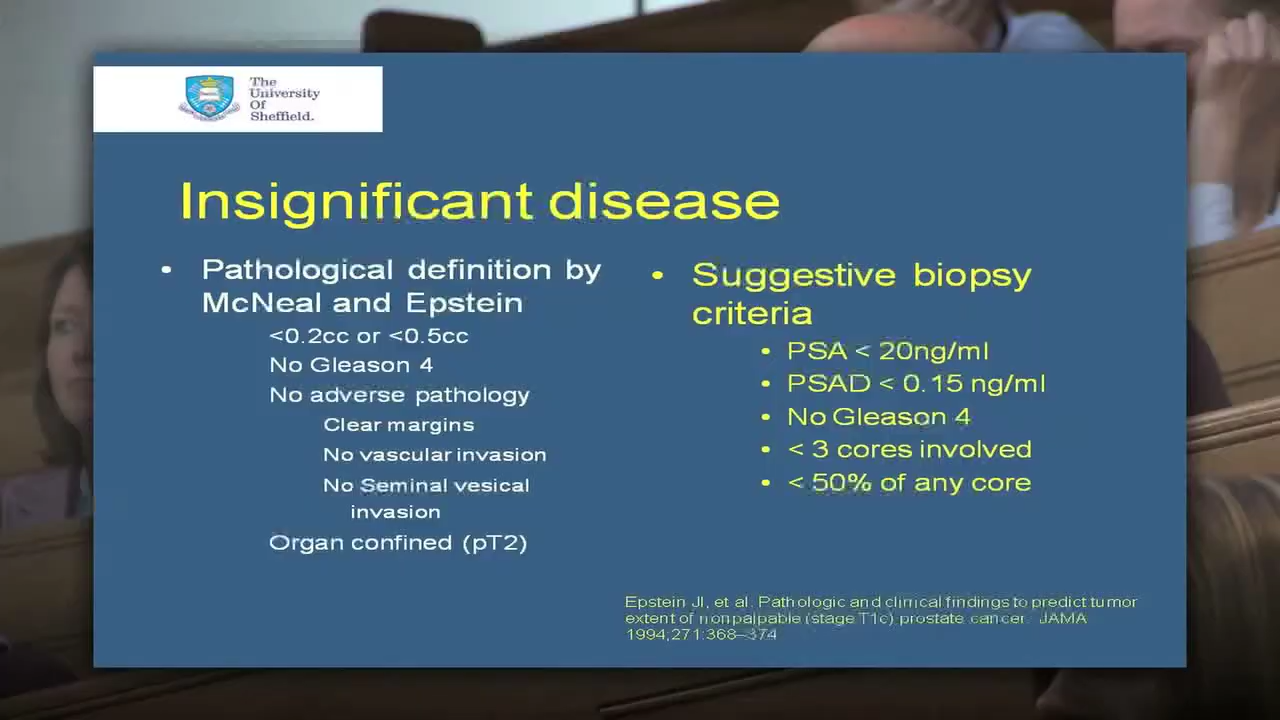 The
University
Of
Sheffield.
Insignificant disease
• Pathological definition by
McNeal and Epstein
<0.2cc or <0.5cc
No Gleason 4
No adverse pathology
Clear margins
No vascular invasion
No Seminal vesical
invasion
Organ confined (pT2)
• Suggestive biopsy
criteria
• PSA < 20ng/ml
• PSAD < 0.15 ng/ml
• No Gleason 4
• < 3 cores involved
• < 50% of any core
Epstein JI, et al. Pathologic and clinical findings to predict tumor
extent of nonpalpable (stage T1c) prostate cancer. JAMA
1994;271:368–374